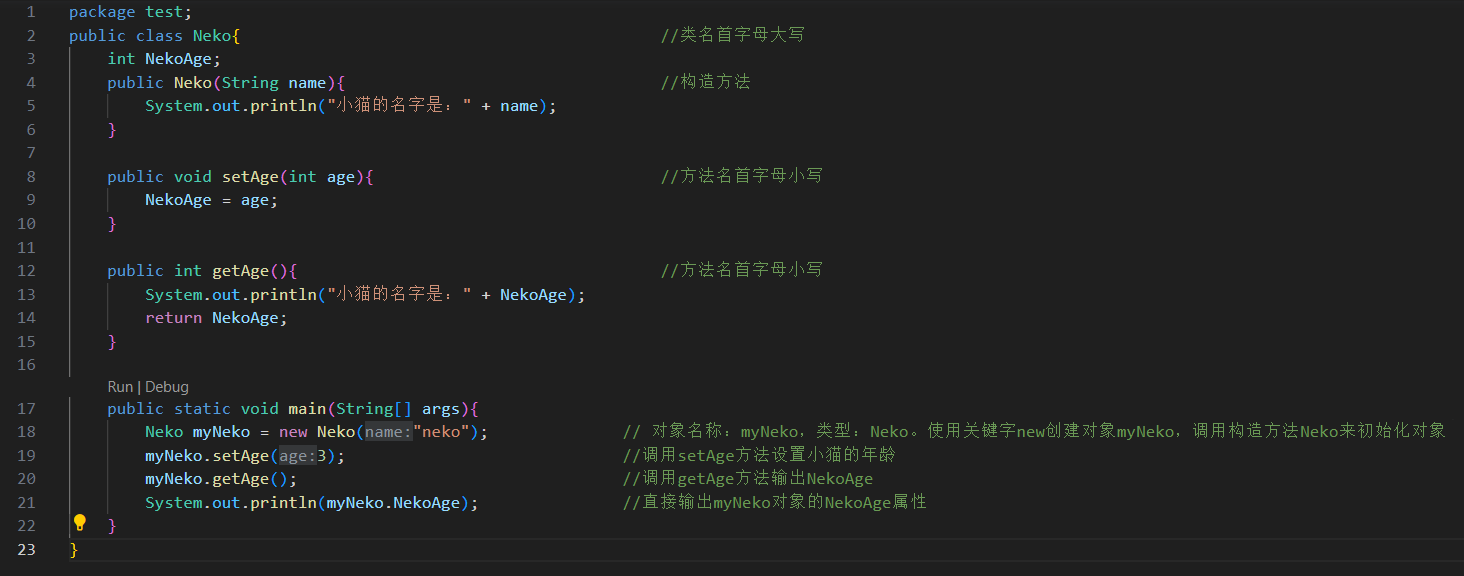 1 package test;
2 public class Neko{ //类名首字母大写
3 int NekoAge;
4 public Neko(String name){ //构造方法
5 System.out.println("小猫的名字是：" + name);
6 }
7
8 public void setAge(int age){ //方法名首字母小写
9 NekoAge = age;
10 }
11
12 public int getAge(){ //方法名首字母小写
13 System.out.println("小猫的名字是：" + NekoAge);
14 return NekoAge;
15 }
16
Run | Debug
17 public static void main(String[] args){
18 Neko myNeko = new Neko(name:"neko"); // 对象名称：myNeko，类型：Neko。使用关键字new创建对象myNeko，调用构造方法Neko来初始化对象
19 myNeko.setAge(age:3); //调用setAge方法设置小猫的年龄
20 myNeko.getAge(); //调用getAge方法输出NekoAge
21 System.out.println(myNeko.NekoAge); //直接输出myNeko对象的NekoAge属性
22 }
23 }